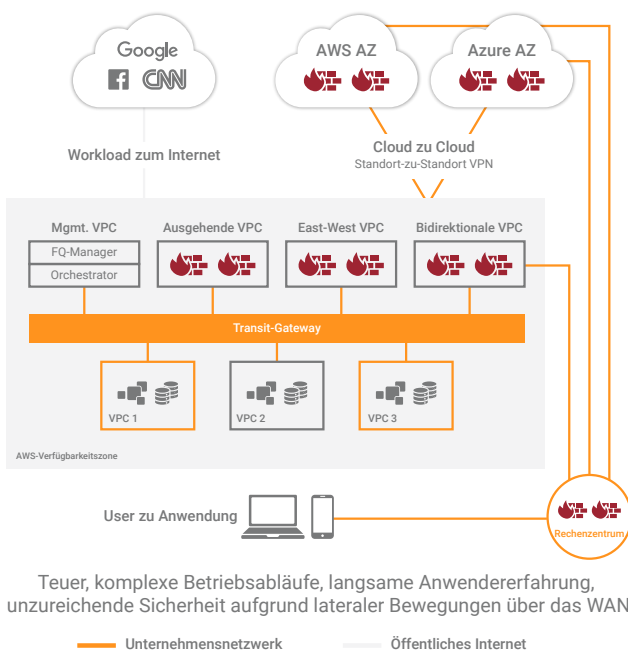 Google
AWS AZ
Azure AZ
CNN
Workload zum Internet
Cloud zu Cloud
Standort-zu-Standort VPN
Mgmt. VPC
Ausgehende VPC
East-West VPC
Bidirektionale VPC
FQ-Manager
Orchestrator
Transit-Gateway
VPC 1
VPC 2
VPC 3
AWS-Verfügbarkeitszone
User zu Anwendung
Rechenzentrum
Teuer, komplexe Betriebsabläufe, langsame Anwendererfahrung,
unzureichende Sicherheit aufgrund lateraler Bewegungen über das WAN
Unternehmensnetzwerk
Öffentliches Internet